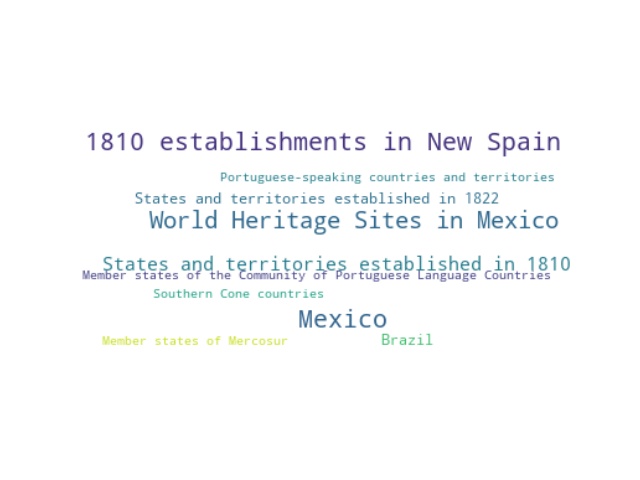 1810 establishments in New Spain
Portuguese-speaking countries and territories
States and territories established in 1822
World Heritage Sites in Mexico
States and territories established in 1810
Member states of the Community of Portuguese Language Countries
Southern Cone countries
Mexico
Member states of Mercosur
Brazil